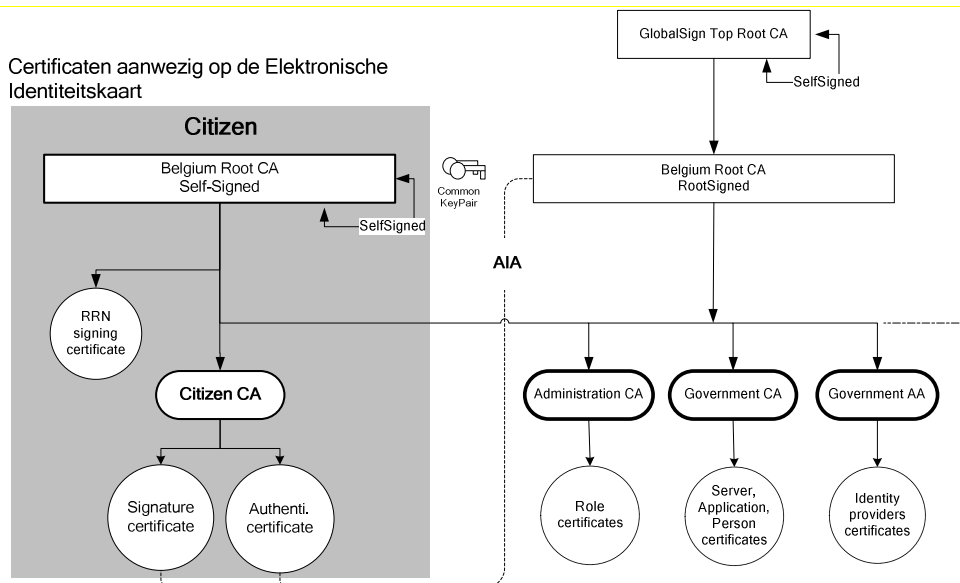 Certificaten aanwezig op de Elektronische
Identiteitskaart
Citizen
Belgium Root CA
Self-Signed
SelfSigned
RRN
signing
certificate
Citizen CA
Signature
certificate
Authenti.
certificate
Common
KeyPair
GlobalSign Top Root CA
SelfSigned
Belgium Root CA
RootSigned
AIA
Administration CA
Government CA
Government AA
Role
certificates
Server,
Application,
Person
certificates
Identity
providers
certificates